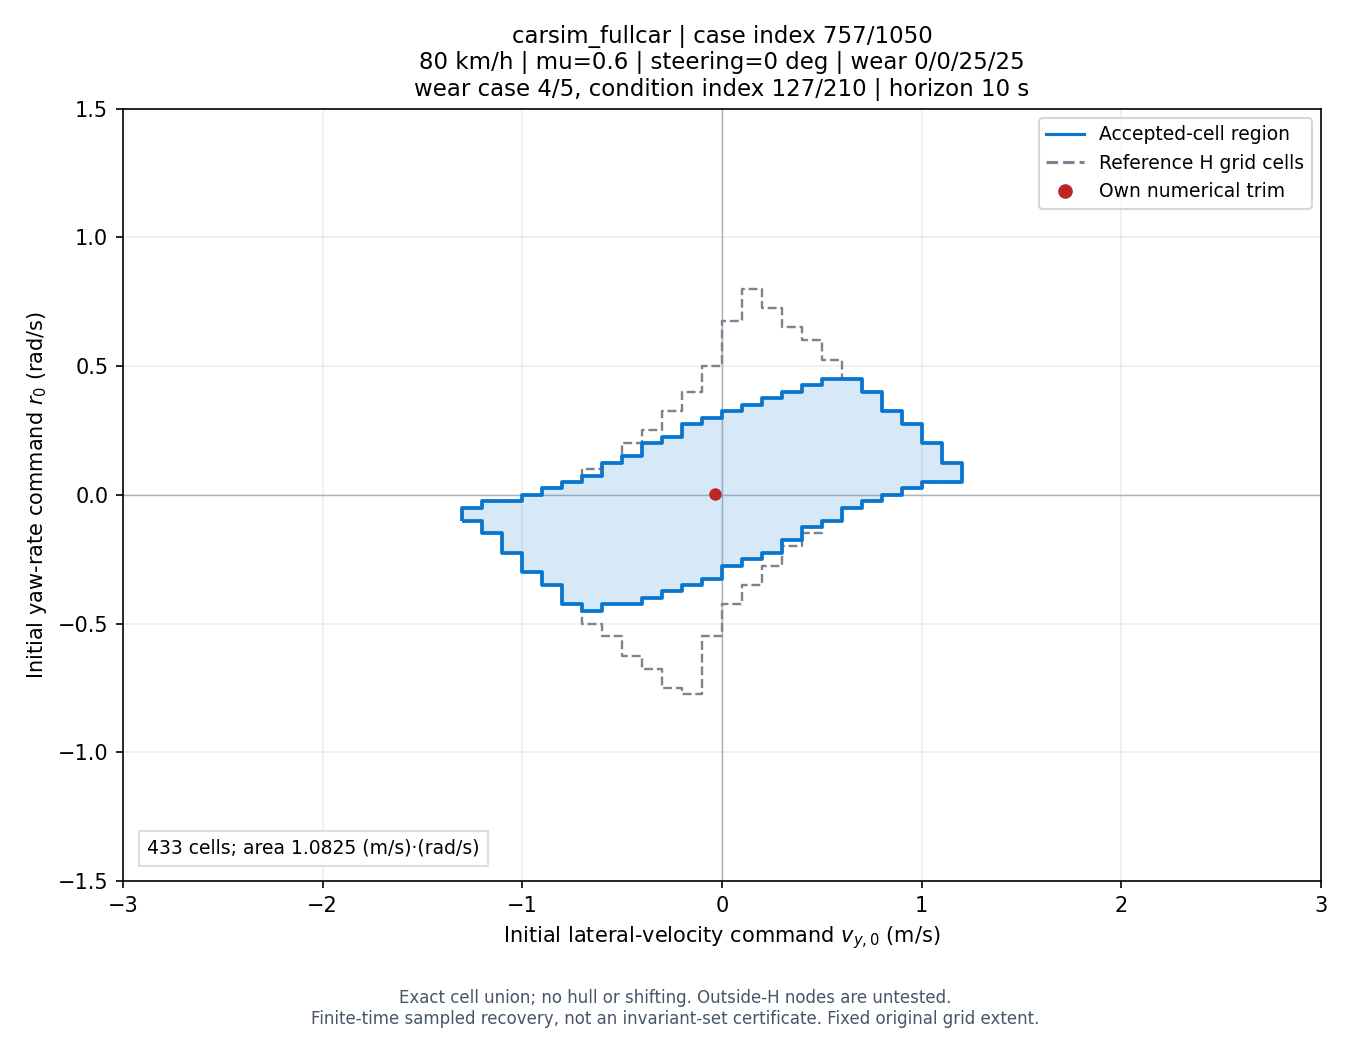 carsim_fullcar | case index 757/1050
80 km/h | mu=0.6 | steering=0 deg | wear 0/0/25/25
wear case 4/5, condition index 127/210 | horizon 10 s
Accepted-cell region
Reference H grid cells
Own numerical trim
Initial yaw-rate command r₀ (rad/s)
1.5
1.0
0.5
0.0
−0.5
−1.0
−1.5
433 cells; area 1.0825 (m/s)·(rad/s)
−3
−2
−1
0
1
2
3
Initial lateral-velocity command v_{y,0} (m/s)
Exact cell union; no hull or shifting. Outside-H nodes are untested.
Finite-time sampled recovery, not an invariant-set certificate. Fixed original grid extent.